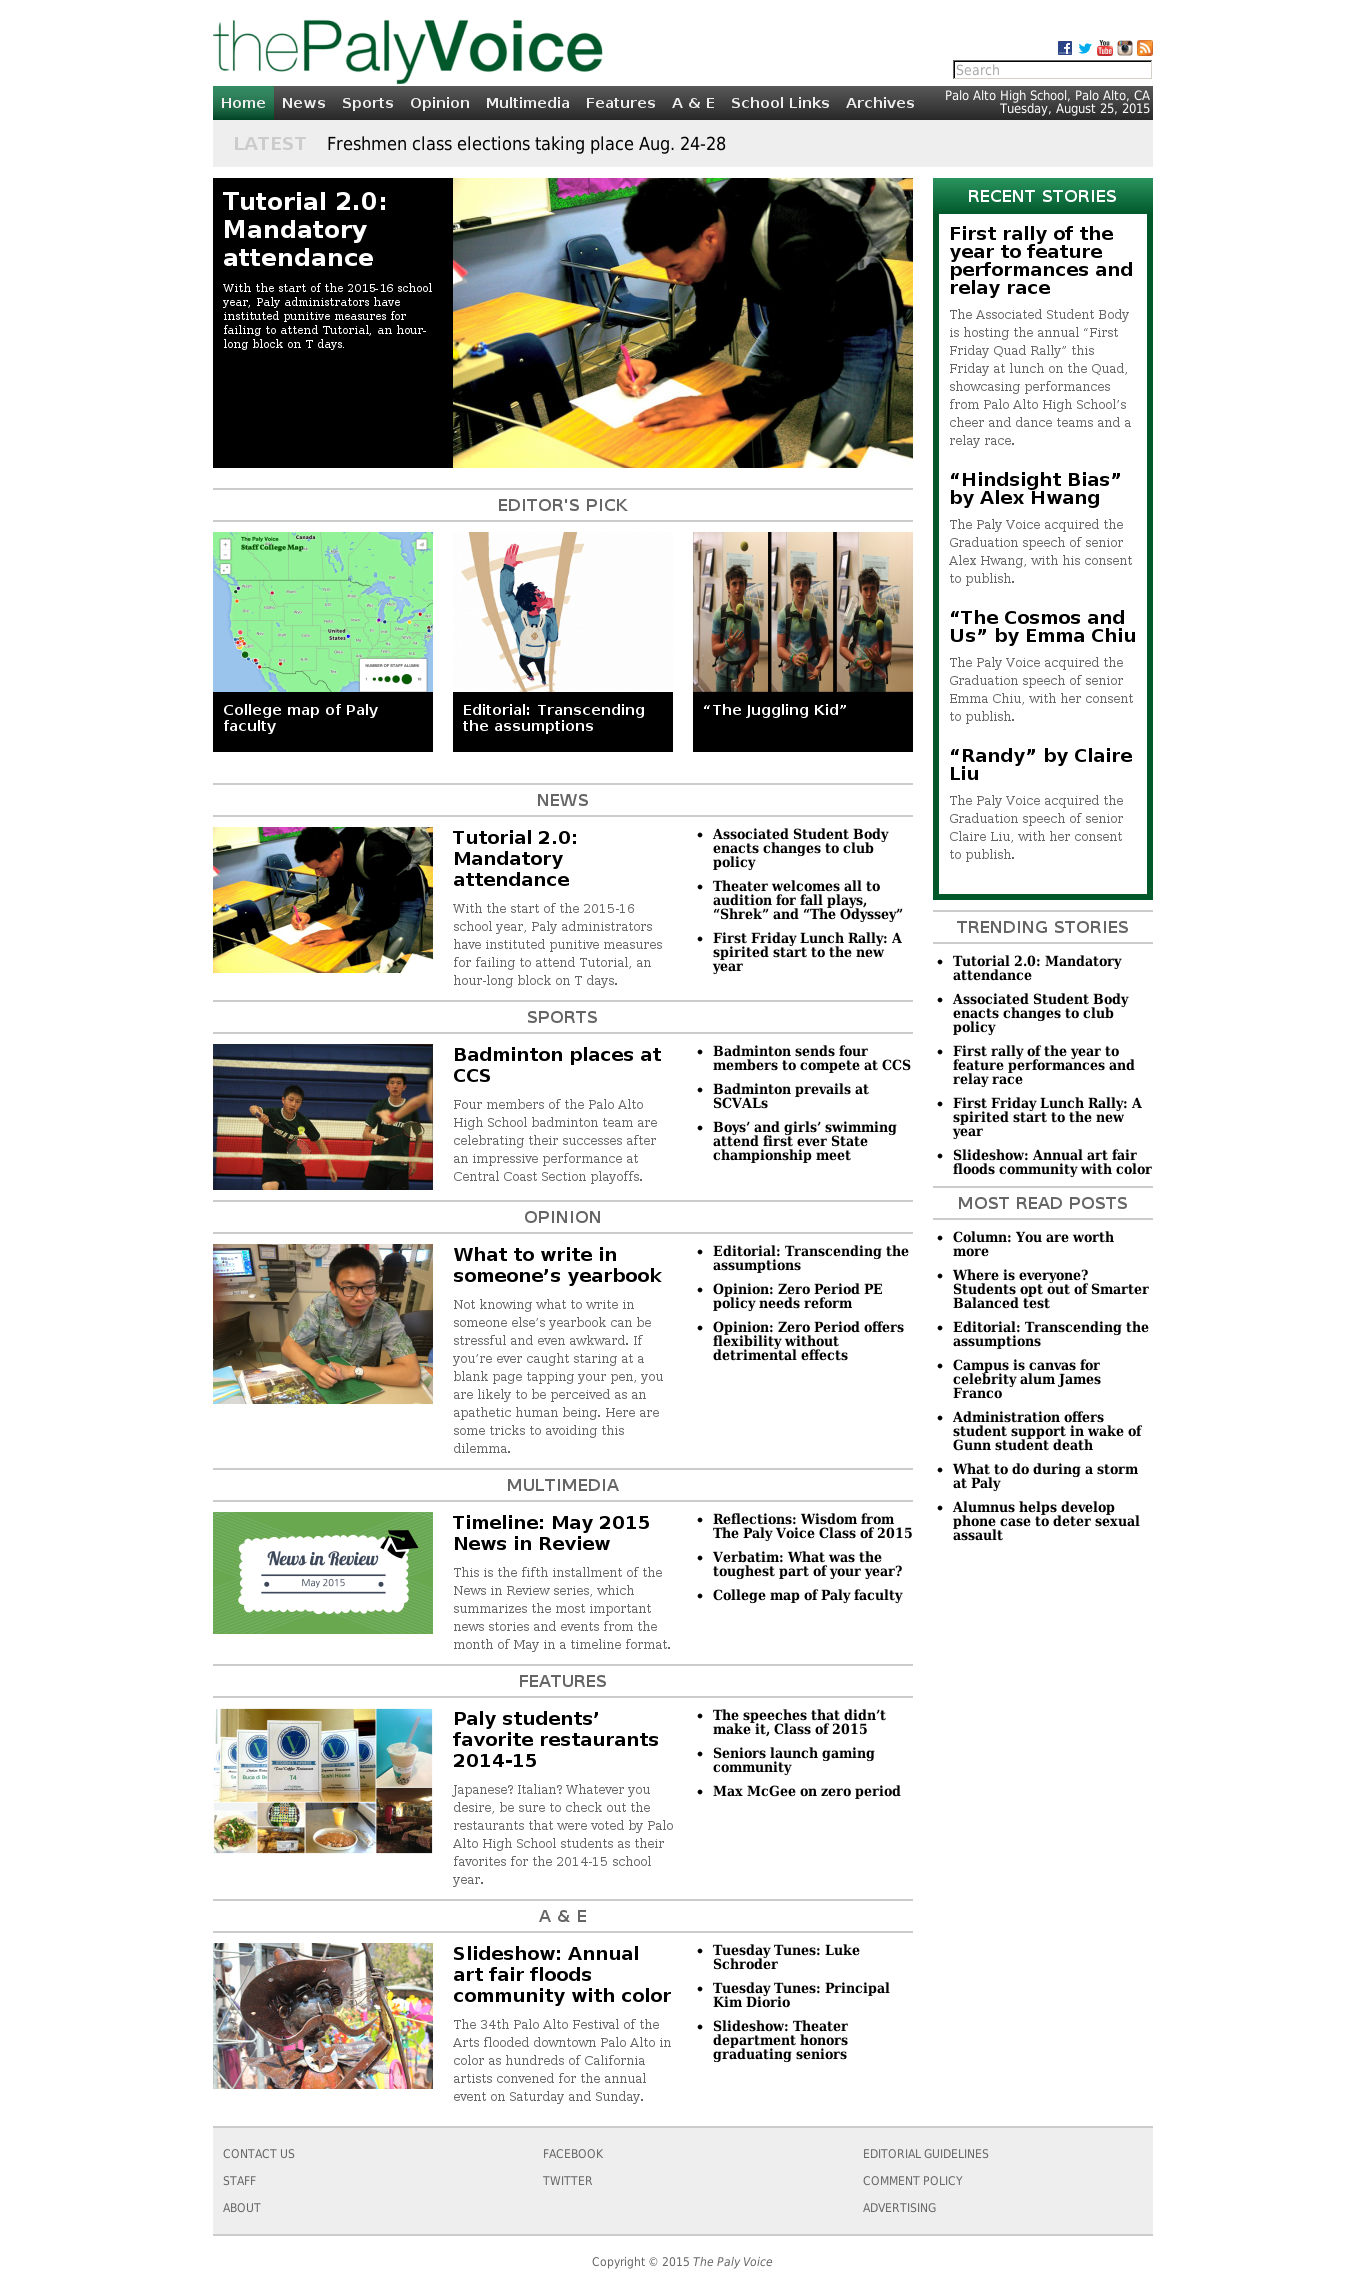 thePalyVoice
Search
Home News Sports Opinion Multimedia Features A & E School Links Archives
Palo Alto High School, Palo Alto, CA
Tuesday, August 25, 2015
LATEST Freshmen class elections taking place Aug. 24-28
Tutorial 2.0:
Mandatory
attendance
With the start of the 2015-16 school
year, Paly administrators have
instituted punitive measures for
failing to attend Tutorial, an hour-
long block on T days.
EDITOR'S PICK
The Paly Voice
Staff College Map
Canada
United
States
NUMBER OF STAFF ALUMNI
College map of Paly
faculty
Editorial: Transcending
the assumptions
“The Juggling Kid”
NEWS
Tutorial 2.0:
Mandatory
attendance
With the start of the 2015-16
school year, Paly administrators
have instituted punitive measures
for failing to attend Tutorial, an
hour-long block on T days.
• Associated Student Body
enacts changes to club
policy
• Theater welcomes all to
audition for fall plays,
“Shrek” and “The Odyssey”
• First Friday Lunch Rally: A
spirited start to the new
year
SPORTS
Badminton places at
CCS
Four members of the Palo Alto
High School badminton team are
celebrating their successes after
an impressive performance at
Central Coast Section playoffs.
• Badminton sends four
members to compete at CCS
• Badminton prevails at
SCVALs
• Boys’ and girls’ swimming
attend first ever State
championship meet
OPINION
What to write in
someone’s yearbook
Not knowing what to write in
someone else’s yearbook can be
stressful and even awkward. If
you’re ever caught staring at a
blank page tapping your pen, you
are likely to be perceived as an
apathetic human being. Here are
some tricks to avoiding this
dilemma.
• Editorial: Transcending the
assumptions
• Opinion: Zero Period PE
policy needs reform
• Opinion: Zero Period offers
flexibility without
detrimental effects
MULTIMEDIA
News in Review
May 2015
Timeline: May 2015
News in Review
This is the fifth installment of the
News in Review series, which
summarizes the most important
news stories and events from the
month of May in a timeline format.
• Reflections: Wisdom from
The Paly Voice Class of 2015
• Verbatim: What was the
toughest part of your year?
• College map of Paly faculty
FEATURES
Paly students’
favorite restaurants
2014-15
Japanese? Italian? Whatever you
desire, be sure to check out the
restaurants that were voted by Palo
Alto High School students as their
favorites for the 2014-15 school
year.
• The speeches that didn’t
make it, Class of 2015
• Seniors launch gaming
community
• Max McGee on zero period
A & E
Slideshow: Annual
art fair floods
community with color
The 34th Palo Alto Festival of the
Arts flooded downtown Palo Alto in
color as hundreds of California
artists convened for the annual
event on Saturday and Sunday.
• Tuesday Tunes: Luke
Schroder
• Tuesday Tunes: Principal
Kim Diorio
• Slideshow: Theater
department honors
graduating seniors
RECENT STORIES
First rally of the
year to feature
performances and
relay race
The Associated Student Body
is hosting the annual “First
Friday Quad Rally” this
Friday at lunch on the Quad,
showcasing performances
from Palo Alto High School’s
cheer and dance teams and a
relay race.
“Hindsight Bias”
by Alex Hwang
The Paly Voice acquired the
Graduation speech of senior
Alex Hwang, with his consent
to publish.
“The Cosmos and
Us” by Emma Chiu
The Paly Voice acquired the
Graduation speech of senior
Emma Chiu, with her consent
to publish.
“Randy” by Claire
Liu
The Paly Voice acquired the
Graduation speech of senior
Claire Liu, with her consent
to publish.
TRENDING STORIES
• Tutorial 2.0: Mandatory
attendance
• Associated Student Body
enacts changes to club
policy
• First rally of the year to
feature performances and
relay race
• First Friday Lunch Rally: A
spirited start to the new
year
• Slideshow: Annual art fair
floods community with color
MOST READ POSTS
• Column: You are worth
more
• Where is everyone?
Students opt out of Smarter
Balanced test
• Editorial: Transcending the
assumptions
• Campus is canvas for
celebrity alum James
Franco
• Administration offers
student support in wake of
Gunn student death
• What to do during a storm
at Paly
• Alumnus helps develop
phone case to deter sexual
assault
CONTACT US
STAFF
ABOUT
FACEBOOK
TWITTER
EDITORIAL GUIDELINES
COMMENT POLICY
ADVERTISING
Copyright © 2015 The Paly Voice